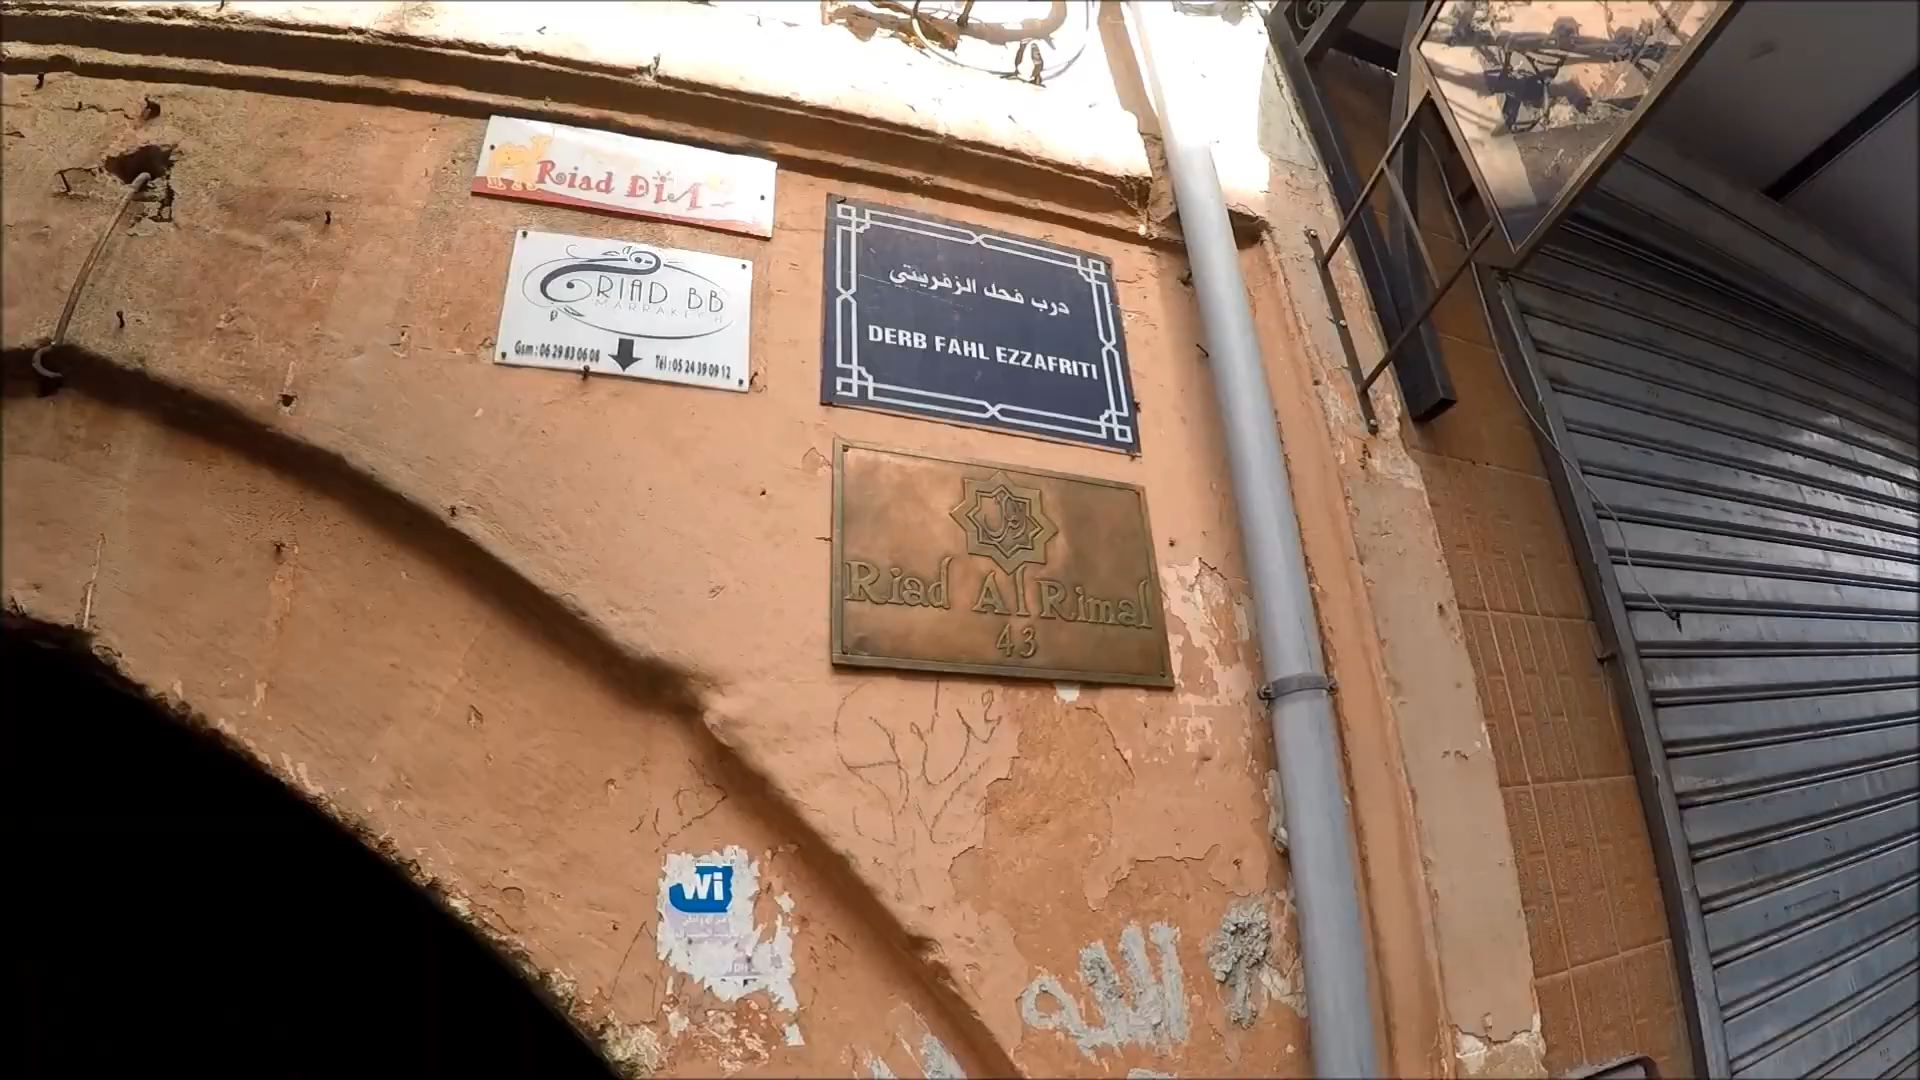 Riad DIA
RIAD BB
MARRAKECH
Gsm : 06 29 83 06 08
Tél : 05 24 39 09 12
درب فحل الزفريتي
DERB FAHL EZZAFRITI
Riad Al Rimal
43
wi
الله